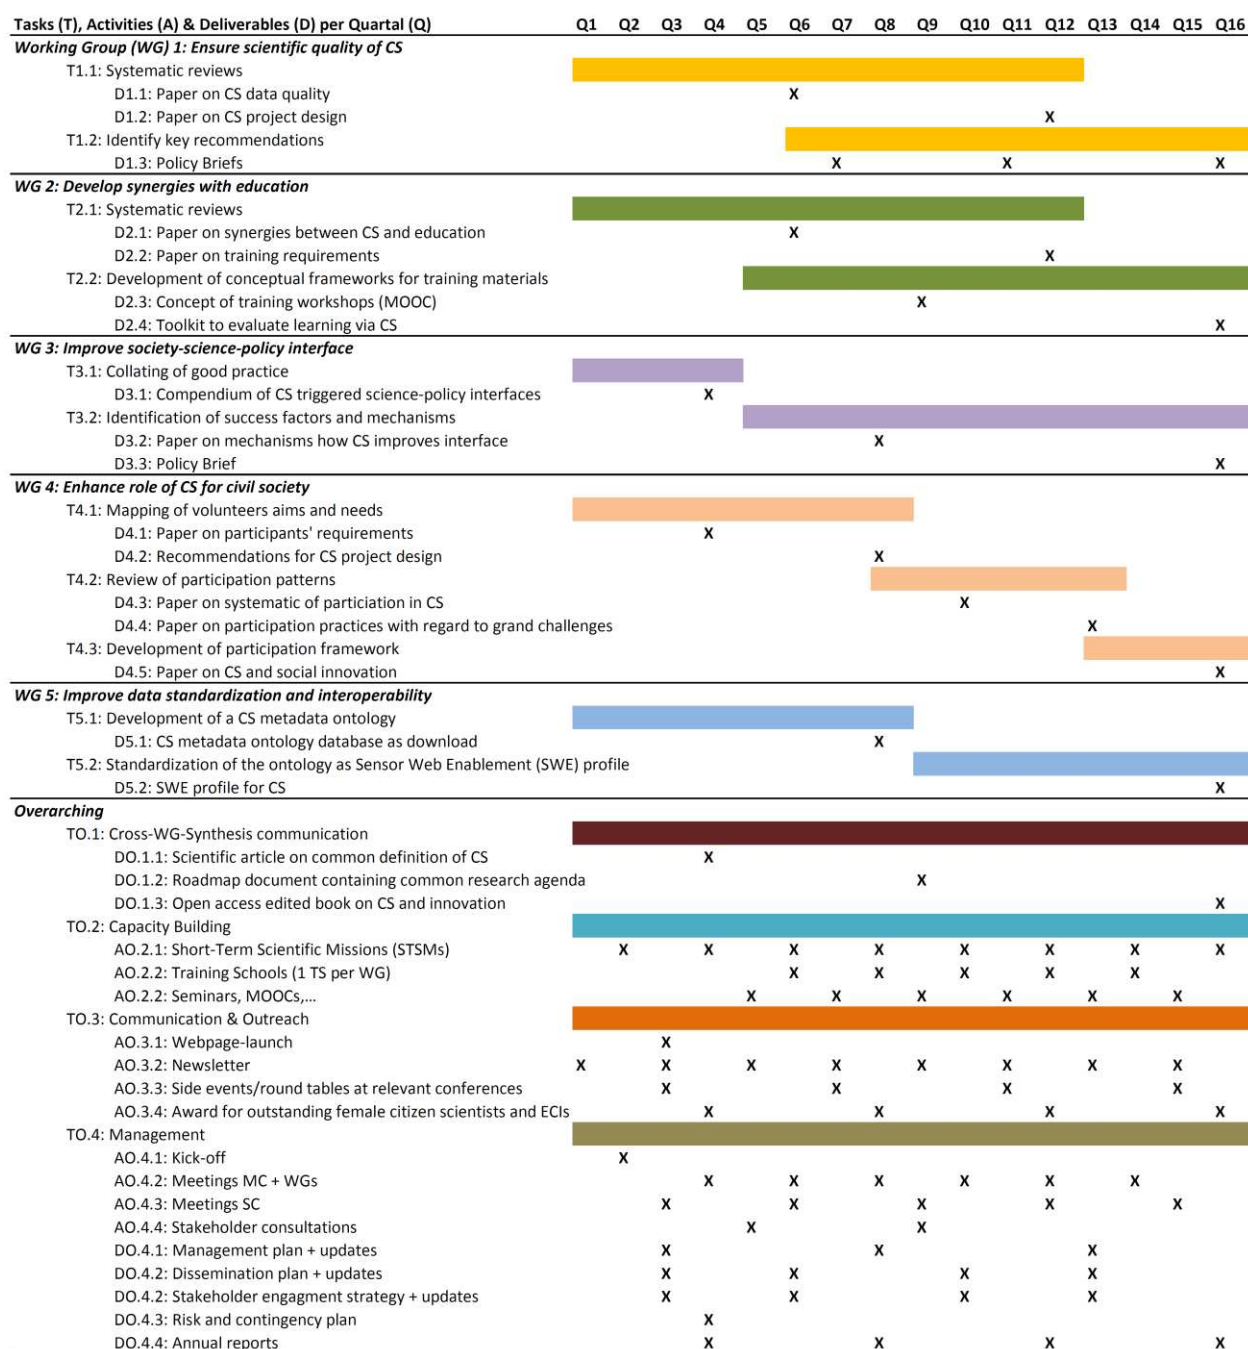 Tasks (T), Activities (A) & Deliverables (D) per Quartal (Q) Q1 Q2 Q3 Q4 Q5 Q6 Q7 Q8 Q9 Q10 Q11 Q12 Q13 Q14 Q15 Q16
Working Group (WG) 1: Ensure scientific quality of CS
T1.1: Systematic reviews
D1.1: Paper on CS data quality X
D1.2: Paper on CS project design X
T1.2: Identify key recommendations
D1.3: Policy Briefs X X X
WG 2: Develop synergies with education
T2.1: Systematic reviews
D2.1: Paper on synergies between CS and education X
D2.2: Paper on training requirements X
T2.2: Development of conceptual frameworks for training materials
D2.3: Concept of training workshops (MOOC) X
D2.4: Toolkit to evaluate learning via CS X
WG 3: Improve society-science-policy interface
T3.1: Collating of good practice
D3.1: Compendium of CS triggered science-policy interfaces X
T3.2: Identification of success factors and mechanisms
D3.2: Paper on mechanisms how CS improves interface X
D3.3: Policy Brief X
WG 4: Enhance role of CS for civil society
T4.1: Mapping of volunteers aims and needs
D4.1: Paper on participants' requirements X
D4.2: Recommendations for CS project design X
T4.2: Review of participation patterns
D4.3: Paper on systematic of particiation in CS X
D4.4: Paper on participation practices with regard to grand challenges X
T4.3: Development of participation framework
D4.5: Paper on CS and social innovation X
WG 5: Improve data standardization and interoperability
T5.1: Development of a CS metadata ontology
D5.1: CS metadata ontology database as download X
T5.2: Standardization of the ontology as Sensor Web Enablement (SWE) profile
D5.2: SWE profile for CS X
Overarching
TO.1: Cross-WG-Synthesis communication
DO.1.1: Scientific article on common definition of CS X
DO.1.2: Roadmap document containing common research agenda X
DO.1.3: Open access edited book on CS and innovation X
TO.2: Capacity Building
AO.2.1: Short-Term Scientific Missions (STSMs) X X X X X X X X
AO.2.2: Training Schools (1 TS per WG) X X X X X
AO.2.2: Seminars, MOOCs,... X X X X X X
TO.3: Communication & Outreach
AO.3.1: Webpage-launch X
AO.3.2: Newsletter X X X X X X X X
AO.3.3: Side events/round tables at relevant conferences X X X X
AO.3.4: Award for outstanding female citizen scientists and ECIs X X X X
TO.4: Management
AO.4.1: Kick-off X
AO.4.2: Meetings MC + WGs X X X X X X
AO.4.3: Meetings SC X X X X X
AO.4.4: Stakeholder consultations X X
DO.4.1: Management plan + updates X X X
DO.4.2: Dissemination plan + updates X X X X
DO.4.2: Stakeholder engagment strategy + updates X X X X
DO.4.3: Risk and contingency plan X
DO.4.4: Annual reports X X X X